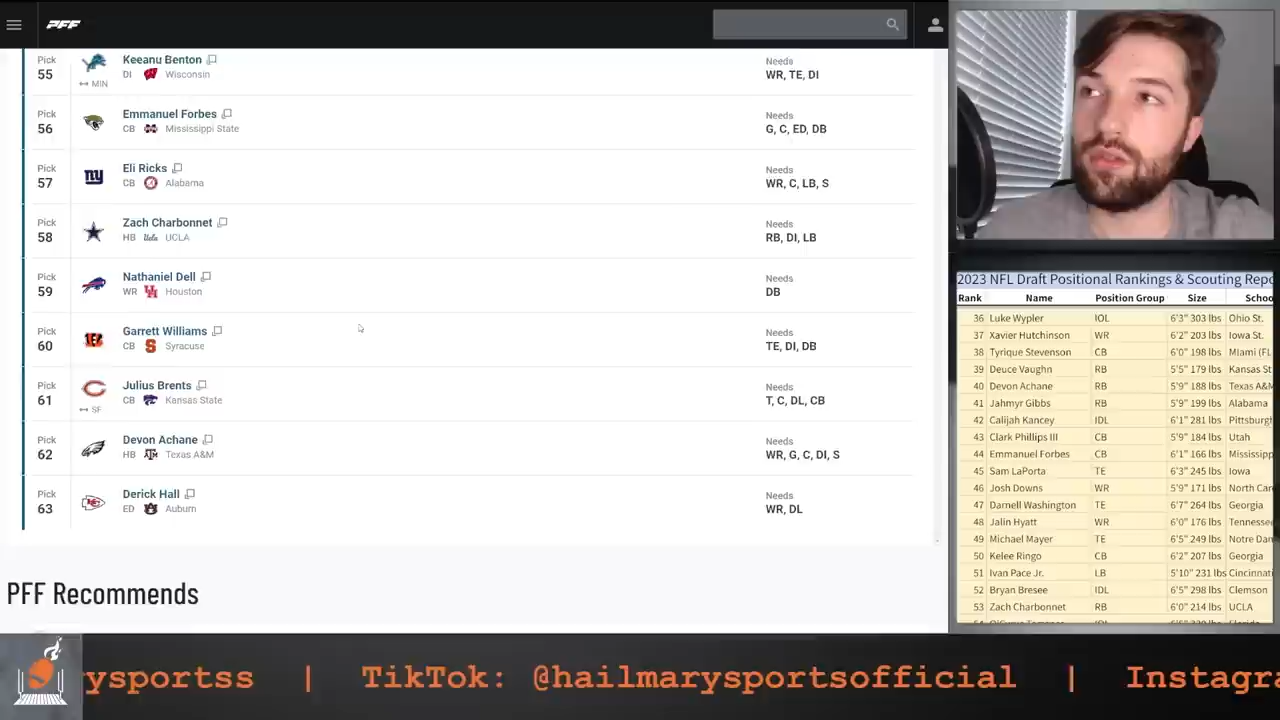 PFF
Pick
55
Keeanu Benton
DI Wisconsin
MIN
Needs
WR, TE, DI
Pick
56
Emmanuel Forbes
CB Mississippi State
Needs
G, C, ED, DB
Pick
57
Eli Ricks
CB Alabama
Needs
WR, C, LB, S
Pick
58
Zach Charbonnet
HB Ucla UCLA
Needs
RB, DI, LB
Pick
59
Nathaniel Dell
WR Houston
Needs
DB
Pick
60
Garrett Williams
CB Syracuse
Needs
TE, DI, DB
Pick
61
Julius Brents
CB Kansas State
SF
Needs
T, C, DL, CB
Pick
62
Devon Achane
HB Texas A&M
Needs
WR, G, C, DI, S
Pick
63
Derick Hall
ED Auburn
Needs
WR, DL
PFF Recommends
2023 NFL Draft Positional Rankings & Scouting Repo
Rank Name Position Group Size Schoo
36 Luke Wypler IOL 6'3" 303 lbs Ohio St.
37 Xavier Hutchinson WR 6'2" 203 lbs Iowa St.
38 Tyrique Stevenson CB 6'0" 198 lbs Miami (FL
39 Deuce Vaughn RB 5'5" 179 lbs Kansas St
40 Devon Achane RB 5'9" 188 lbs Texas A&M
41 Jahmyr Gibbs RB 5'9" 199 lbs Alabama
42 Calijah Kancey IDL 6'1" 281 lbs Pittsburgh
43 Clark Phillips III CB 5'9" 184 lbs Utah
44 Emmanuel Forbes CB 6'1" 166 lbs Mississipp
45 Sam LaPorta TE 6'3" 245 lbs Iowa
46 Josh Downs WR 5'9" 171 lbs North Car
47 Darnell Washington TE 6'7" 264 lbs Georgia
48 Jalin Hyatt WR 6'0" 176 lbs Tennesse
49 Michael Mayer TE 6'5" 249 lbs Notre Dan
50 Kelee Ringo CB 6'2" 207 lbs Georgia
51 Ivan Pace Jr. LB 5'10" 231 lbs Cincinnati
52 Bryan Bresee IDL 6'5" 298 lbs Clemson
53 Zach Charbonnet RB 6'0" 214 lbs UCLA
ysportss | TikTok: @hailmarysportsofficial | Instagra